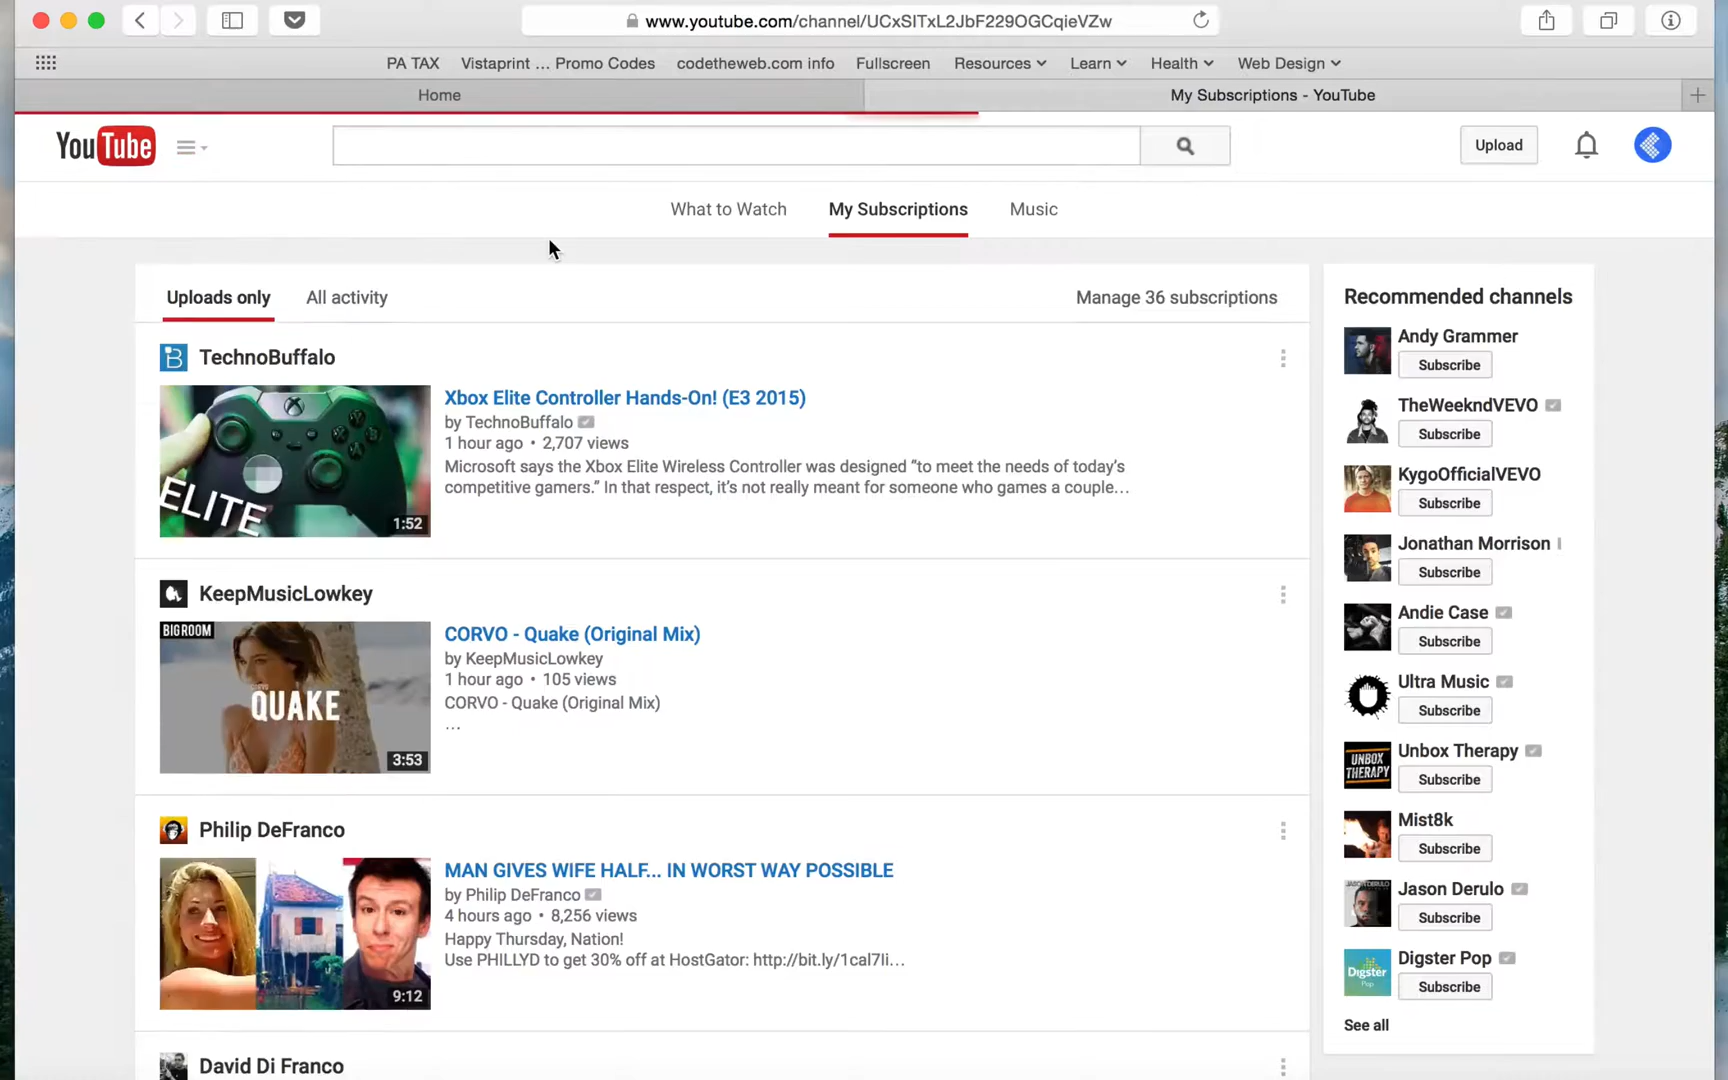 www.youtube.com/channel/UCxSITxL2JbF229OGCqieVZw
PA TAX Vistaprint ... Promo Codes codetheweb.com info Fullscreen Resources Learn Health Web Design
Home My Subscriptions - YouTube
YouTube Upload
What to Watch My Subscriptions Music
Uploads only All activity Manage 36 subscriptions
TechnoBuffalo
ELITE
1:52
Xbox Elite Controller Hands-On! (E3 2015)
by TechnoBuffalo
1 hour ago • 2,707 views
Microsoft says the Xbox Elite Wireless Controller was designed “to meet the needs of today’s
competitive gamers.” In that respect, it’s not really meant for someone who games a couple...
KeepMusicLowkey
BIGROOM
QUAKE
3:53
CORVO - Quake (Original Mix)
by KeepMusicLowkey
1 hour ago • 105 views
CORVO - Quake (Original Mix)
...
Philip DeFranco
9:12
MAN GIVES WIFE HALF... IN WORST WAY POSSIBLE
by Philip DeFranco
4 hours ago • 8,256 views
Happy Thursday, Nation!
Use PHILLYD to get 30% off at HostGator: http://bit.ly/1cal7li...
David Di Franco
Recommended channels
Andy Grammer
Subscribe
TheWeekndVEVO
Subscribe
KygoOfficialVEVO
Subscribe
Jonathan Morrison
Subscribe
Andie Case
Subscribe
Ultra Music
Subscribe
UNBOX
THERAPY
Unbox Therapy
Subscribe
Mist8k
Subscribe
Jason Derulo
Subscribe
Digster
Pop
Digster Pop
Subscribe
See all